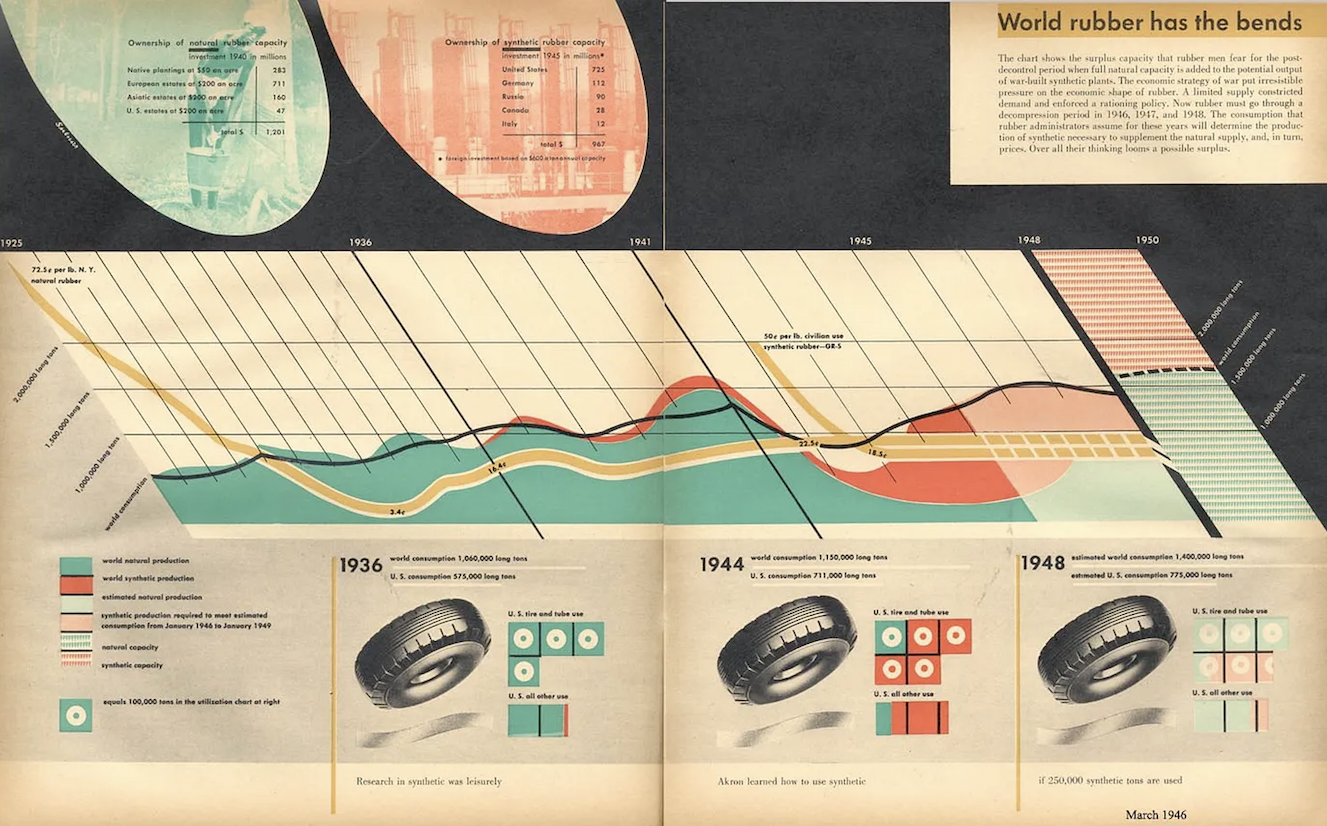 World rubber has the bends
The chart shows the surplus capacity that rubber men fear for the post-
decontrol period when full natural capacity is added to the potential output
of war-built synthetic plants. The economic strategy of war put irresistible
pressure on the economic shape of rubber. A limited supply constricted
demand and enforced a rationing policy. Now rubber must go through a
decompression period in 1946, 1947, and 1948. The consumption that
rubber administrators assume for these years will determine the produc-
tion of synthetic necessary to supplement the natural supply, and, in turn,
prices. Over all their thinking looms a possible surplus.
Ownership of natural rubber capacity
investment 1940 in millions
Native plantings at $50 an acre 283
European estates at $200 an acre 711
Asiatic estates at $200 an acre 160
U. S. estates at $200 an acre 47
total $ 1,201
Ownership of synthetic rubber capacity
investment 1945 in millions*
United States 725
Germany 112
Russia 90
Canada 28
Italy 12
total $ 967
* foreign investment based on $600 a ton annual capacity
1925
1936
1941
1945
1948
1950
72.5¢ per lb. N. Y.
natural rubber
2,000,000 long tons
1,500,000 long tons
1,000,000 long tons
world consumption
3.4¢
16.4¢
50¢ per lb. civilian use
synthetic rubber—GR-S
22.5¢
18.5¢
2,000,000 long tons
world consumption
1,500,000 long tons
1,000,000 long tons
world natural production
world synthetic production
estimated natural production
synthetic production required to meet estimated
consumption from January 1946 to January 1949
natural capacity
synthetic capacity
equals 100,000 tons in the utilization chart at right
1936
world consumption 1,060,000 long tons
U. S. consumption 575,000 long tons
U. S. tire and tube use
U. S. all other use
Research in synthetic was leisurely
1944
world consumption 1,150,000 long tons
U. S. consumption 711,000 long tons
U. S. tire and tube use
U. S. all other use
Akron learned how to use synthetic
1948
estimated world consumption 1,400,000 long tons
estimated U. S. consumption 775,000 long tons
U. S. tire and tube use
U. S. all other use
if 250,000 synthetic tons are used
March 1946